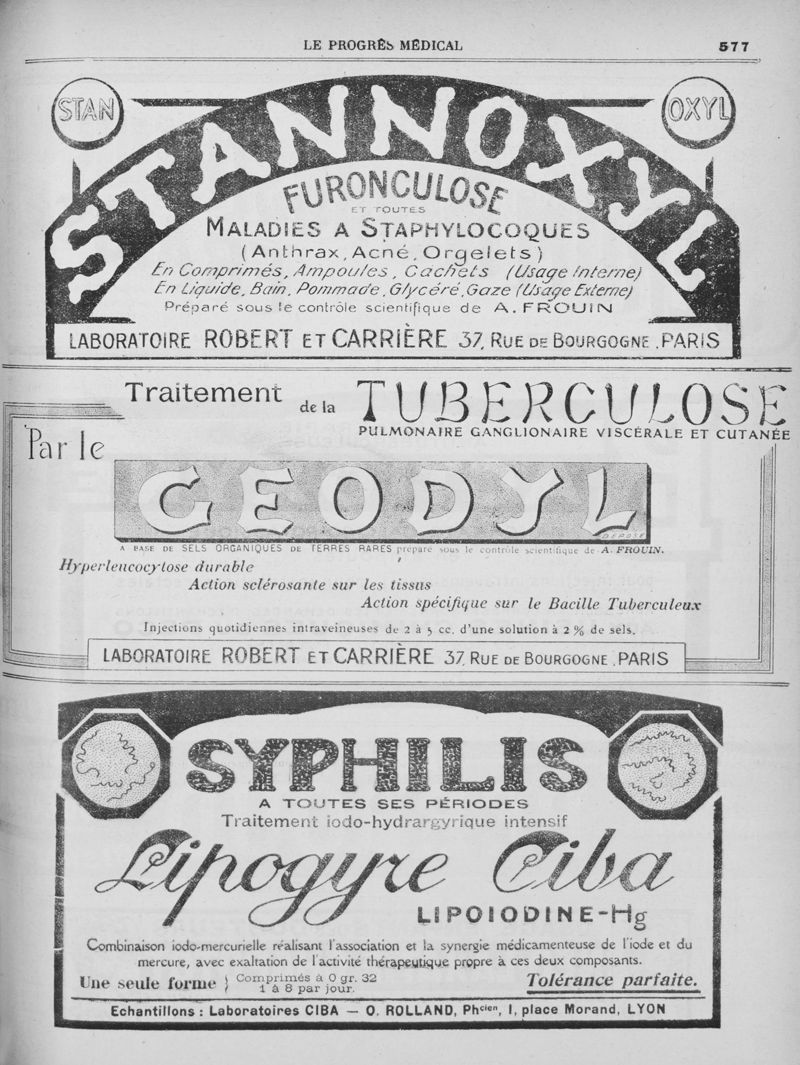 LE PROGRÈS MÉDICAL 577
STAN OXYL
STANNOXYL
FURONCULOSE
ET TOUTES
MALADIES A STAPHYLOCOQUES
(Anthrax, Acné, Orgelets)
En Comprimés, Ampoules, Cachets (Usage Interne)
En Liquide, Bain, Pommade, Glycéré, Gaze (Usage Externe)
Préparé sous le contrôle scientifique de A. FROUIN
LABORATOIRE ROBERT ET CARRIÈRE 37, RUE DE BOURGOGNE. PARIS
Traitement de la TUBERCULOSE
PULMONAIRE GANGLIONAIRE VISCÉRALE ET CUTANÉE
Par le
GEODYL
DÉPOSÉ
A BASE DE SELS ORGANIQUES DE TERRES RARES préparé sous le contrôle scientifique de A. FROUIN.
Hyperleucocytose durable
Action sclérosante sur les tissus
Action spécifique sur le Bacille Tuberculeux
Injections quotidiennes intraveineuses de 2 à 5 cc. d'une solution à 2 % de sels.
LABORATOIRE ROBERT ET CARRIÈRE 37, RUE DE BOURGOGNE. PARIS
SYPHILIS
A TOUTES SES PÉRIODES
Traitement iodo-hydrargyrique intensif
Lipogyre Ciba
LIPOIODINE-Hg
Combinaison iodo-mercurielle réalisant l'association et la synergie médicamenteuse de l'iode et du
mercure, avec exaltation de l'activité thérapeutique propre à ces deux composants.
Une seule forme } Comprimés à 0 gr. 32
1 à 8 par jour.
Tolérance parfaite.
Echantillons : Laboratoires CIBA — O. ROLLAND, Phcien, 1, place Morand, LYON